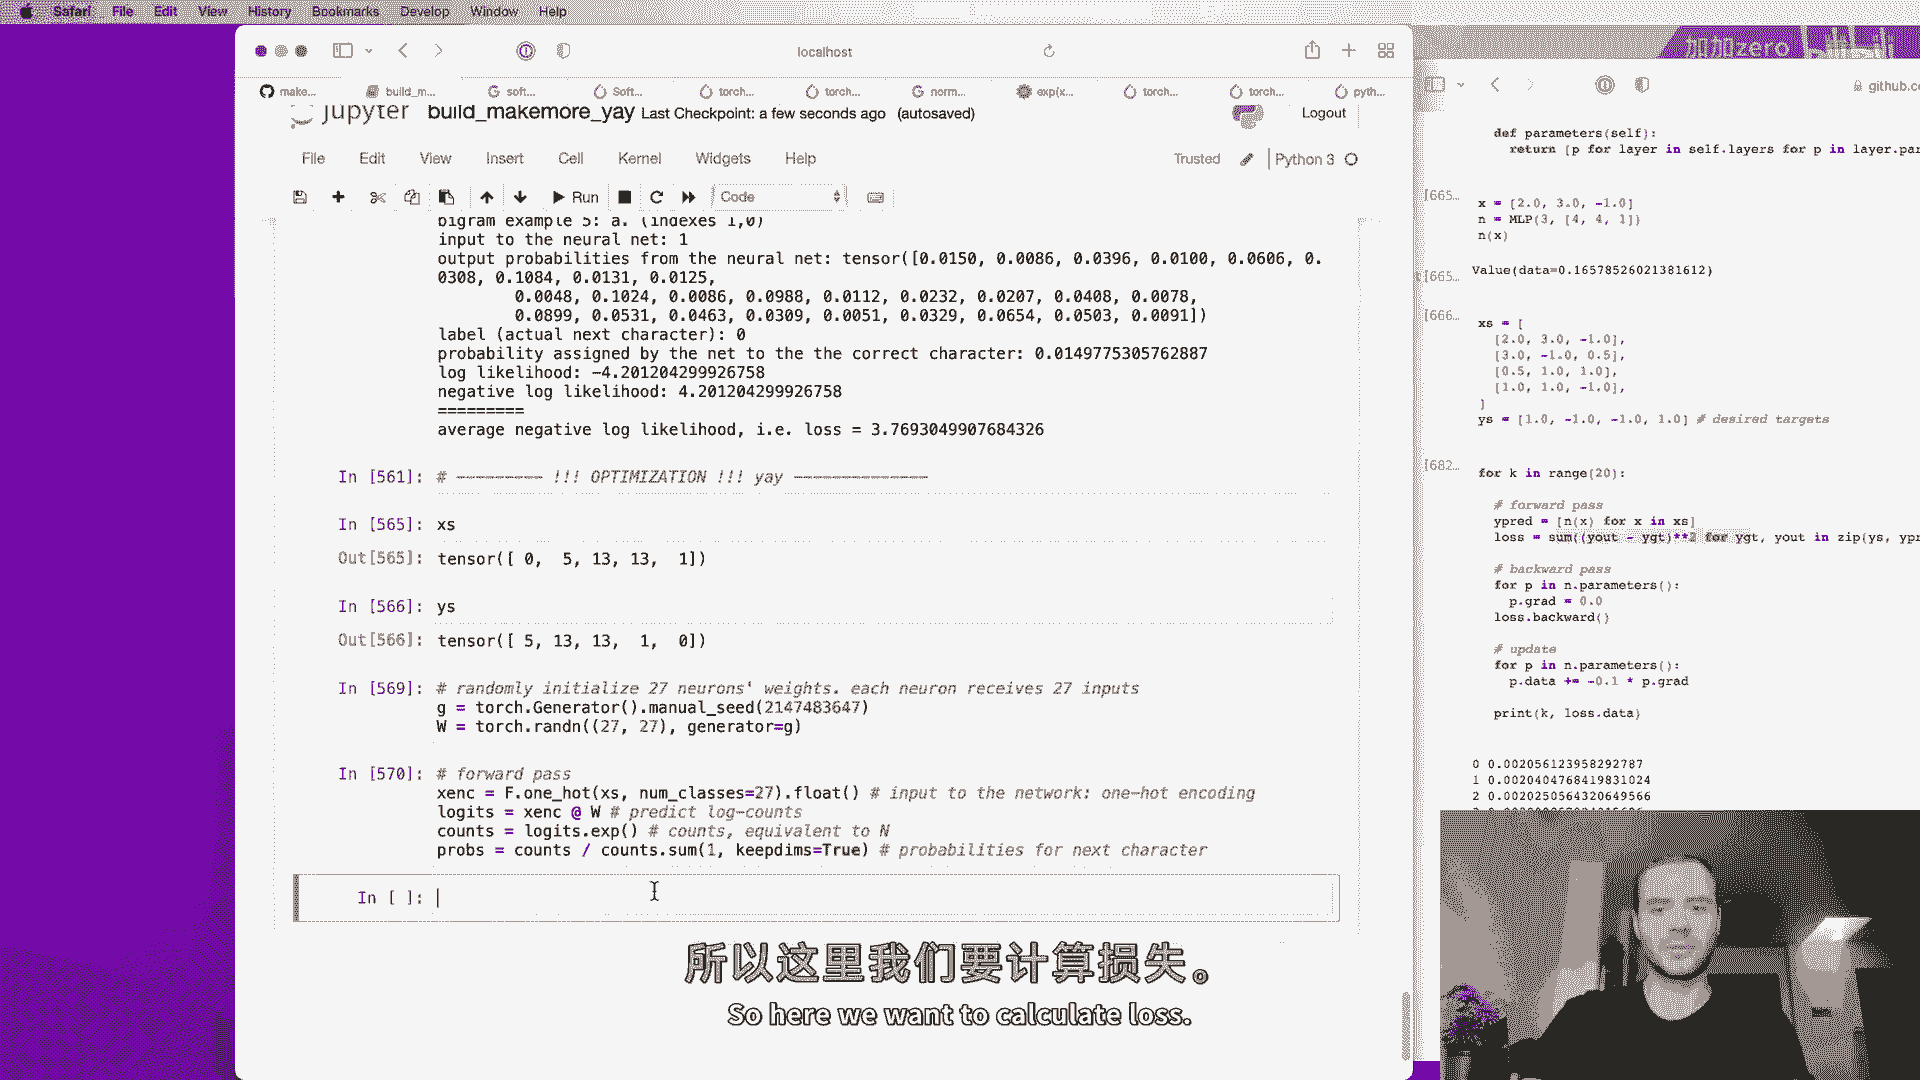 Safari File Edit View History Bookmarks Develop Window Help
localhost
make... build_m... soft... Soft... torch... torch... norm... exp(x... torch... torch... pyth...
jupyter build_makemore_yay Last Checkpoint: a few seconds ago (autosaved)
Logout
File Edit View Insert Cell Kernel Widgets Help
Trusted Python 3
Run Code
bigram example 5: a. (indexes 1,0)
input to the neural net: 1
output probabilities from the neural net: tensor([0.0150, 0.0086, 0.0396, 0.0100, 0.0606, 0.
0308, 0.1084, 0.0131, 0.0125,
0.0048, 0.1024, 0.0086, 0.0988, 0.0112, 0.0232, 0.0207, 0.0408, 0.0078,
0.0899, 0.0531, 0.0463, 0.0309, 0.0051, 0.0329, 0.0654, 0.0503, 0.0091])
label (actual next character): 0
probability assigned by the net to the the correct character: 0.0149775305762887
log likelihood: -4.201204299926758
negative log likelihood: 4.201204299926758
=========
average negative log likelihood, i.e. loss = 3.7693049907684326
In [561]: # --------- !!! OPTIMIZATION !!! yay --------------
In [565]: xs
Out[565]: tensor([ 0, 5, 13, 13, 1])
In [566]: ys
Out[566]: tensor([ 5, 13, 13, 1, 0])
In [569]: # randomly initialize 27 neurons' weights. each neuron receives 27 inputs
g = torch.Generator().manual_seed(2147483647)
W = torch.randn((27, 27), generator=g)
In [570]: # forward pass
xenc = F.one_hot(xs, num_classes=27).float() # input to the network: one-hot encoding
logits = xenc @ W # predict log-counts
counts = logits.exp() # counts, equivalent to N
probs = counts / counts.sum(1, keepdims=True) # probabilities for next character
In [ ]:
加加zero bilibili
github.co
def parameters(self):
return [p for layer in self.layers for p in layer.par
[665...
x = [2.0, 3.0, -1.0]
n = MLP(3, [4, 4, 1])
n(x)
t[665...
Value(data=0.16578526021381612)
[666...
xs = [
[2.0, 3.0, -1.0],
[3.0, -1.0, 0.5],
[0.5, 1.0, 1.0],
[1.0, 1.0, -1.0],
]
ys = [1.0, -1.0, -1.0, 1.0] # desired targets
[682...
for k in range(20):
# forward pass
ypred = [n(x) for x in xs]
loss = sum((yout - ygt)**2 for ygt, yout in zip(ys, ypr
# backward pass
for p in n.parameters():
p.grad = 0.0
loss.backward()
# update
for p in n.parameters():
p.data += -0.1 * p.grad
print(k, loss.data)
0 0.002056123958292787
1 0.0020404768419831024
2 0.0020250564320649566
所以这里我们要计算损失。
So here we want to calculate loss.